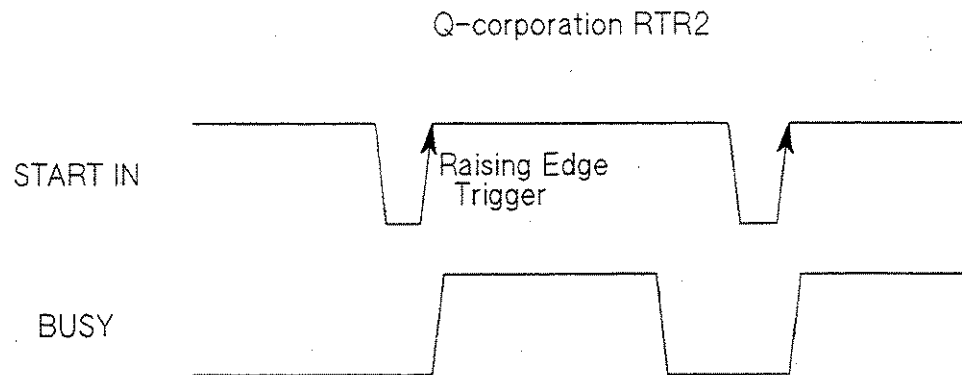 Q-corporation RTR2
START IN
Raising Edge
Trigger
BUSY